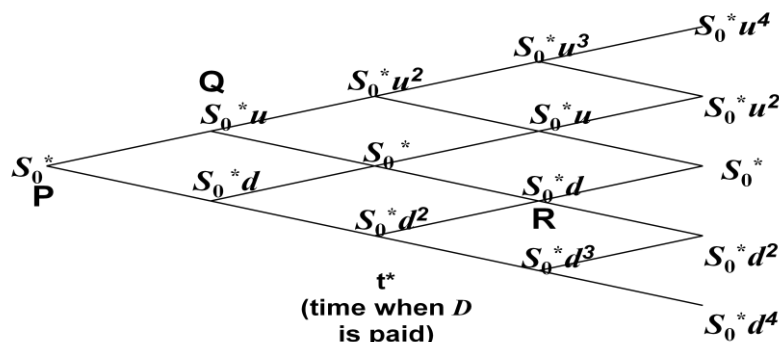 S₀*u⁴
S₀*u³
Q
S₀*u²
S₀*u
S₀*u
S₀*u²
S₀*
S₀*
S₀*
P
S₀*d
S₀*d
R
S₀*d²
S₀*d²
S₀*d³
S₀*d⁴
t*
(time when D
is paid)